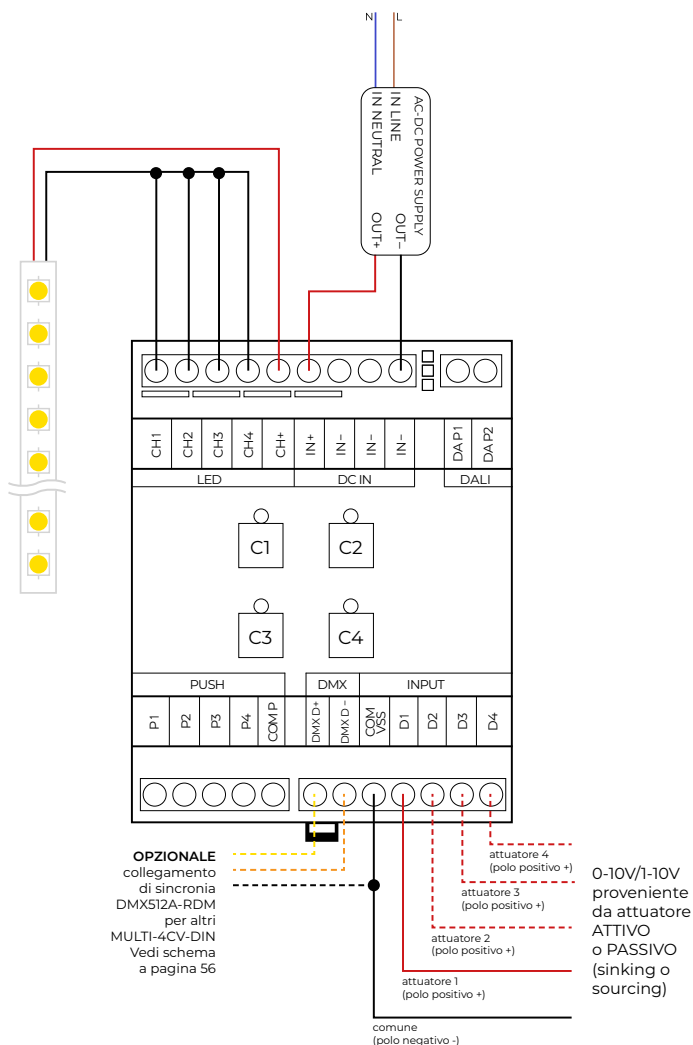 N L
IN NEUTRAL
IN LINE
AC-DC POWER SUPPLY
OUT+
OUT-
CH1
CH2
CH3
CH4
CH+
IN+
IN-
IN-
IN-
DA P1
DA P2
LED
DC IN
DALI
C1
C2
C3
C4
PUSH
DMX
INPUT
P1
P2
P3
P4
COM P
DMX D+
DMX D -
COM
VSS
D1
D2
D3
D4
OPZIONALE
collegamento
di sincronia
DMX512A-RDM
per altri
MULTI-4CV-DIN
Vedi schema
a pagina 56
attuatore 4
(polo positivo +)
attuatore 3
(polo positivo +)
attuatore 2
(polo positivo +)
attuatore 1
(polo positivo +)
comune
(polo negativo -)
0-10V/1-10V
proveniente
da attuatore
ATTIVO
o PASSIVO
(sinking o
sourcing)